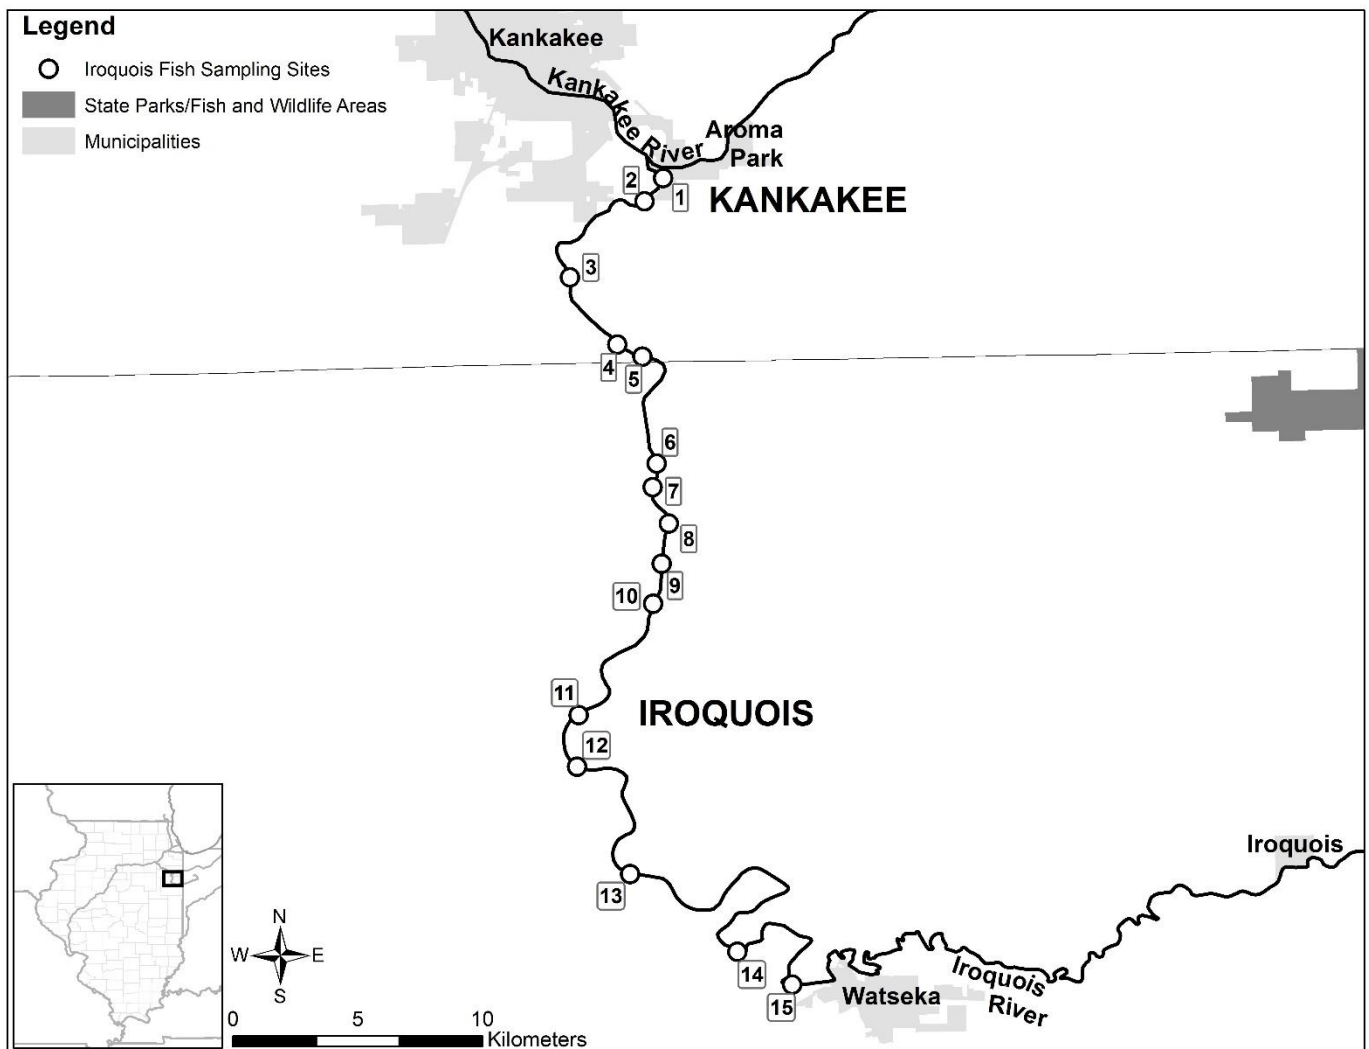 Legend
Iroquois Fish Sampling Sites
State Parks/Fish and Wildlife Areas
Municipalities
Kankakee
Kankakee River
Aroma
Park
2
1
KANKAKEE
3
4
5
6
7
8
9
10
11
IROQUOIS
12
13
Iroquois
14
15
Watseka
Iroquois
River
N
W
E
S
0
5
10
Kilometers